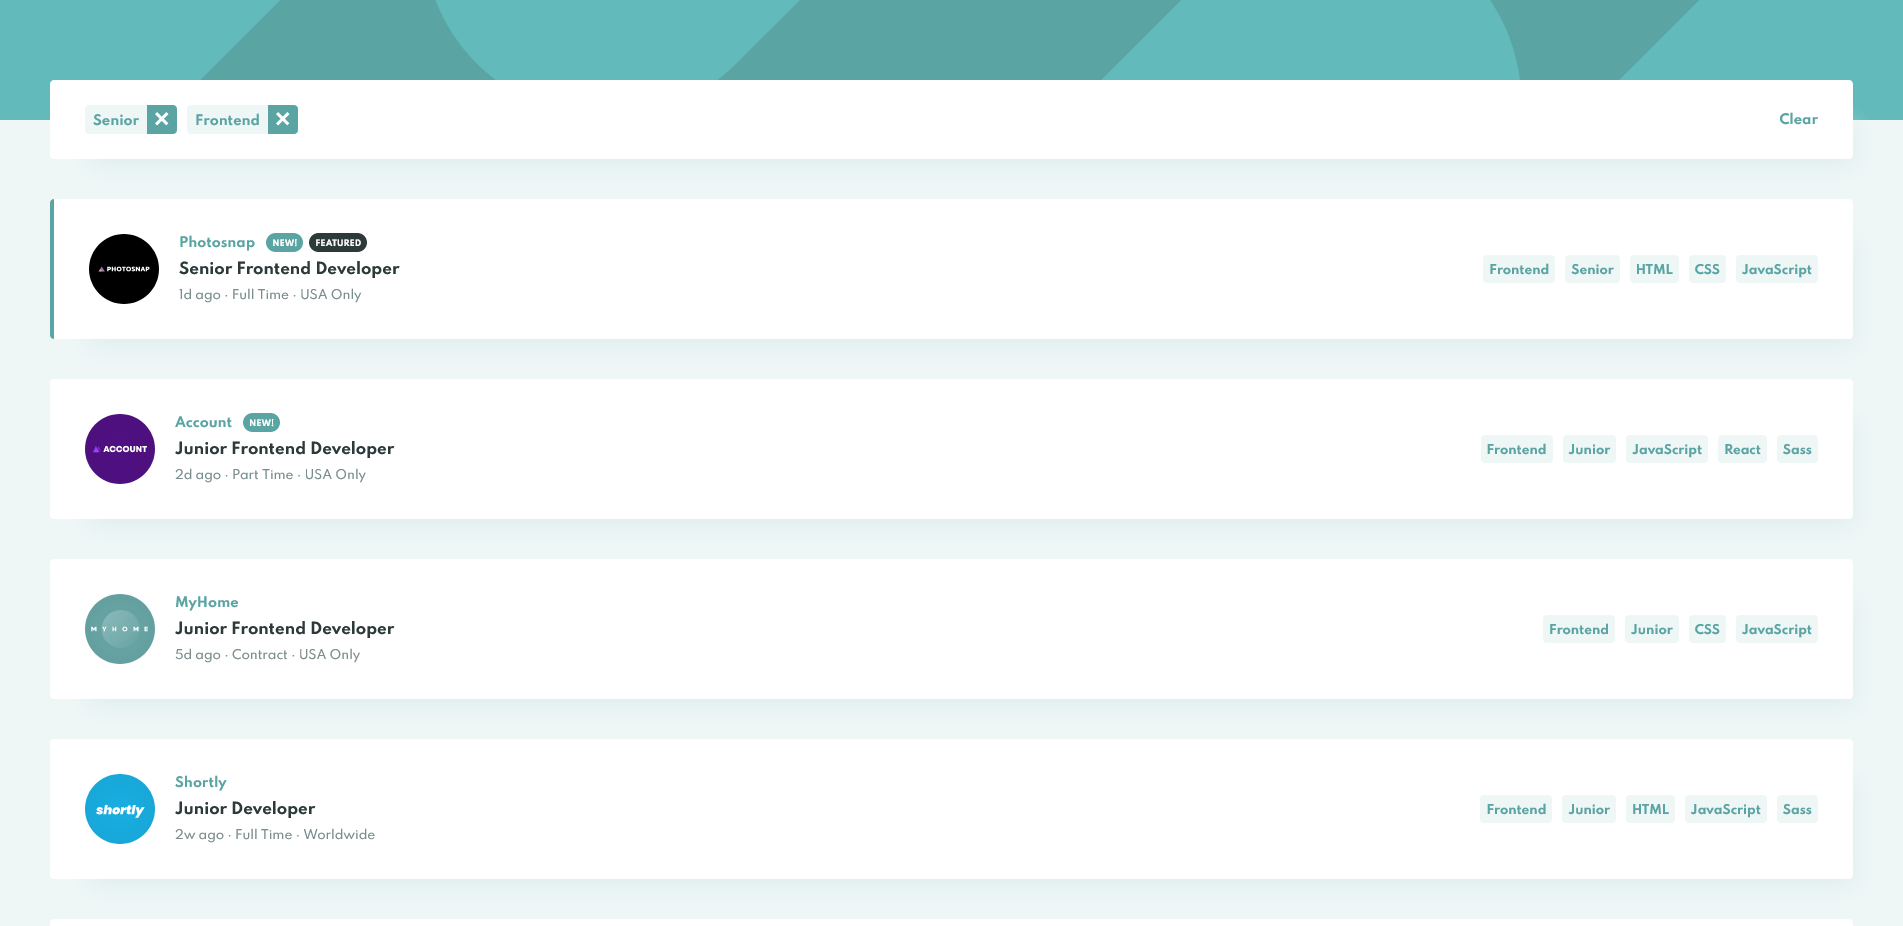 Senior Frontend Clear
PHOTOSNAP
Photosnap NEW! FEATURED
Senior Frontend Developer
1d ago · Full Time · USA Only
Frontend Senior HTML CSS JavaScript
ACCOUNT
Account NEW!
Junior Frontend Developer
2d ago · Part Time · USA Only
Frontend Junior JavaScript React Sass
MYHOME
MyHome
Junior Frontend Developer
5d ago · Contract · USA Only
Frontend Junior CSS JavaScript
shortly
Shortly
Junior Developer
2w ago · Full Time · Worldwide
Frontend Junior HTML JavaScript Sass